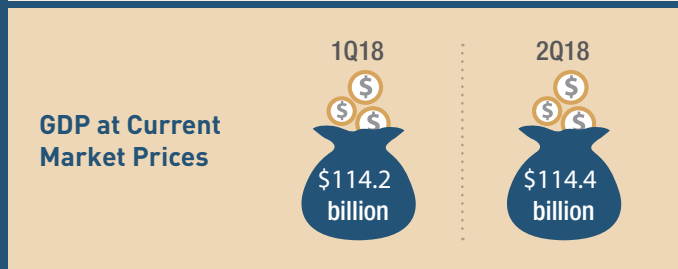 1Q18
2Q18
GDP at Current
Market Prices
$
$
$
$
$
$
$114.2
billion
$114.4
billion